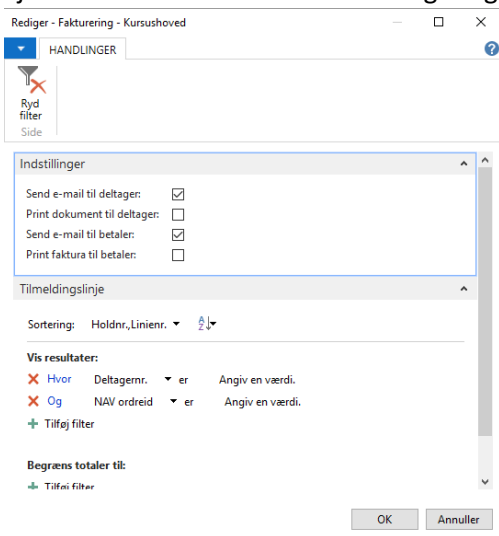 Rediger - Fakturering - Kursushoved
HANDLINGER
Ryd
filter
Side
Indstillinger
Send e-mail til deltager:
Print dokument til deltager:
Send e-mail til betaler:
Print faktura til betaler:
Tilmeldingslinje
Sortering: Holdnr.,Linienr. A Z
Vis resultater:
Hvor Deltagernr. er Angiv en værdi.
Og NAV ordreid er Angiv en værdi.
Tilføj filter
Begræns totaler til:
Tilføj filter
OK Annuller